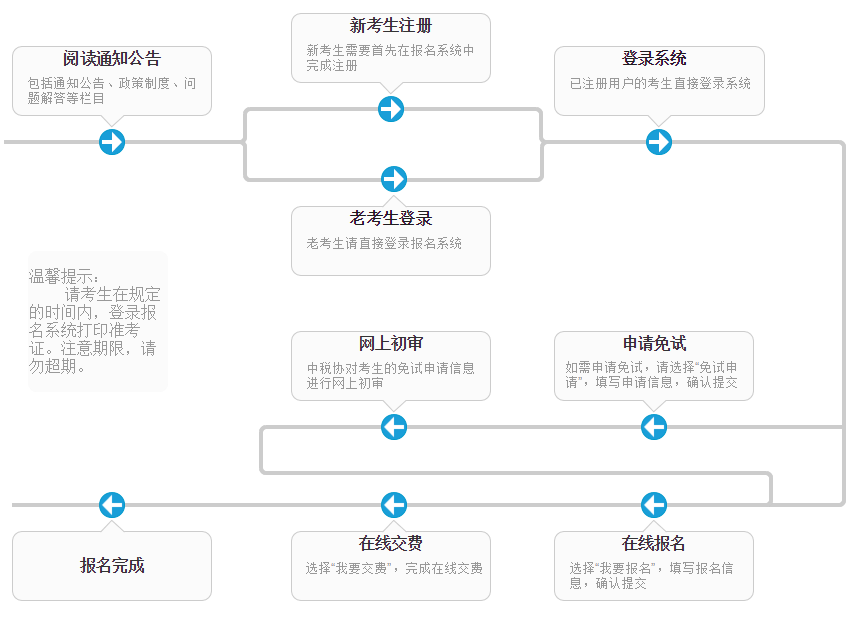 阅读通知公告
包括通知公告、政策制度、问
题解答等栏目
新考生注册
新考生需要首先在报名系统中
完成注册
登录系统
已注册用户的考生直接登录系统
老考生登录
老考生请直接登录报名系统
温馨提示：
请考生在规定
的时间内，登录报
名系统打印准考
证。注意期限，请
勿超期。
网上初审
中税协对考生的免试申请信息
进行网上初审
申请免试
如需申请免试，请选择“免试申
请”，填写申请信息，确认提交
报名完成
在线交费
选择“我要交费”，完成在线交费
在线报名
选择“我要报名”，填写报名信
息，确认提交